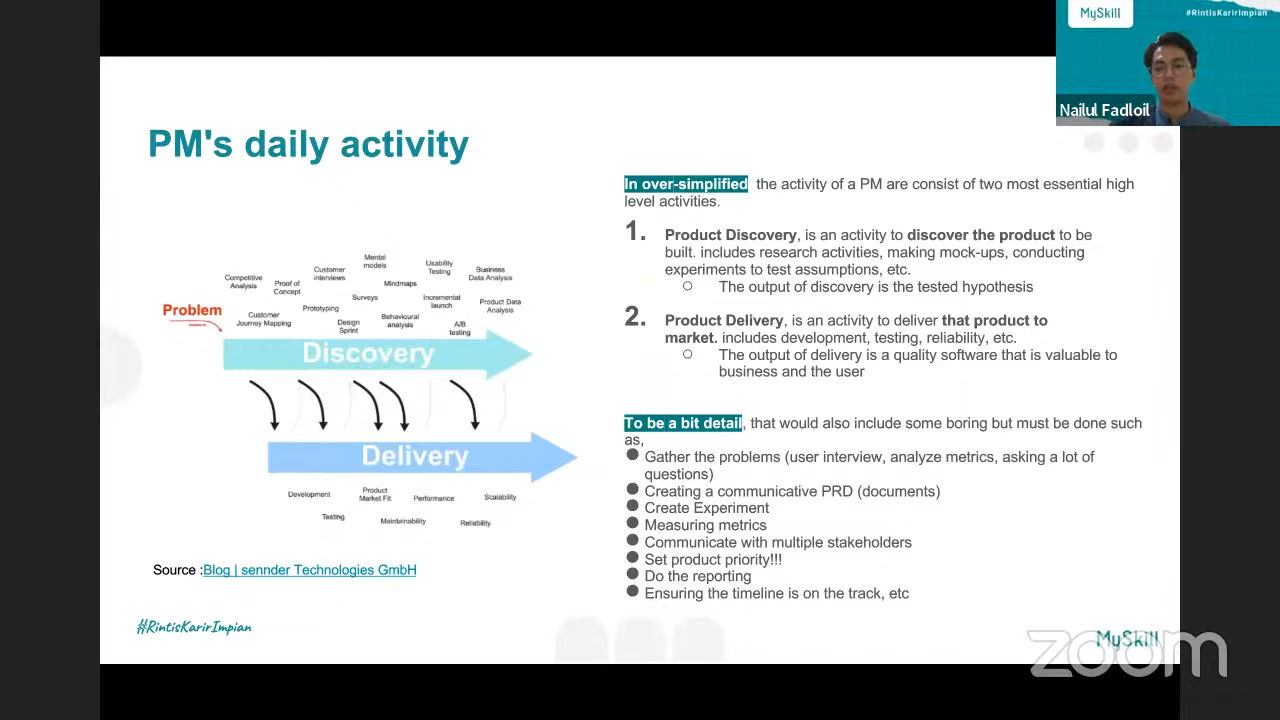 MySkill
#RintisKarirImpian
Nailul Fadloil
PM's daily activity
Mental models
Usability Testing
Business Data Analysis
Customer interviews
Competitive Analysis
Proof of Concept
Mindmaps
Surveys
Incremental launch
Product Data Analysis
Problem
Prototyping
Customer Journey Mapping
Design Sprint
Behavioural analysis
A/B testing
Discovery
Delivery
Development
Product Market Fit
Performance
Scalability
Testing
Maintainability
Reliability
Source :Blog | sennder Technologies GmbH
In over-simplified the activity of a PM are consist of two most essential high
level activities.
1. Product Discovery, is an activity to discover the product to be
built. includes research activities, making mock-ups, conducting
experiments to test assumptions, etc.
○ The output of discovery is the tested hypothesis
2. Product Delivery, is an activity to deliver that product to
market. includes development, testing, reliability, etc.
○ The output of delivery is a quality software that is valuable to
business and the user
To be a bit detail, that would also include some boring but must be done such
as,
● Gather the problems (user interview, analyze metrics, asking a lot of
questions)
● Creating a communicative PRD (documents)
● Create Experiment
● Measuring metrics
● Communicate with multiple stakeholders
● Set product priority!!!
● Do the reporting
● Ensuring the timeline is on the track, etc
#RintisKarirImpian
MySkill
zoom